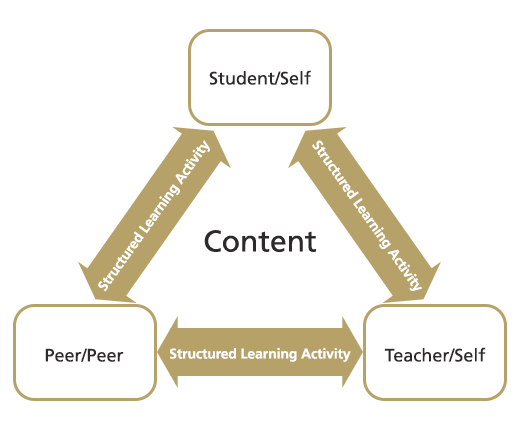 Student/Self
Structured Learning Activity
Structured Learning Activity
Content
Peer/Peer
Structured Learning Activity
Teacher/Self